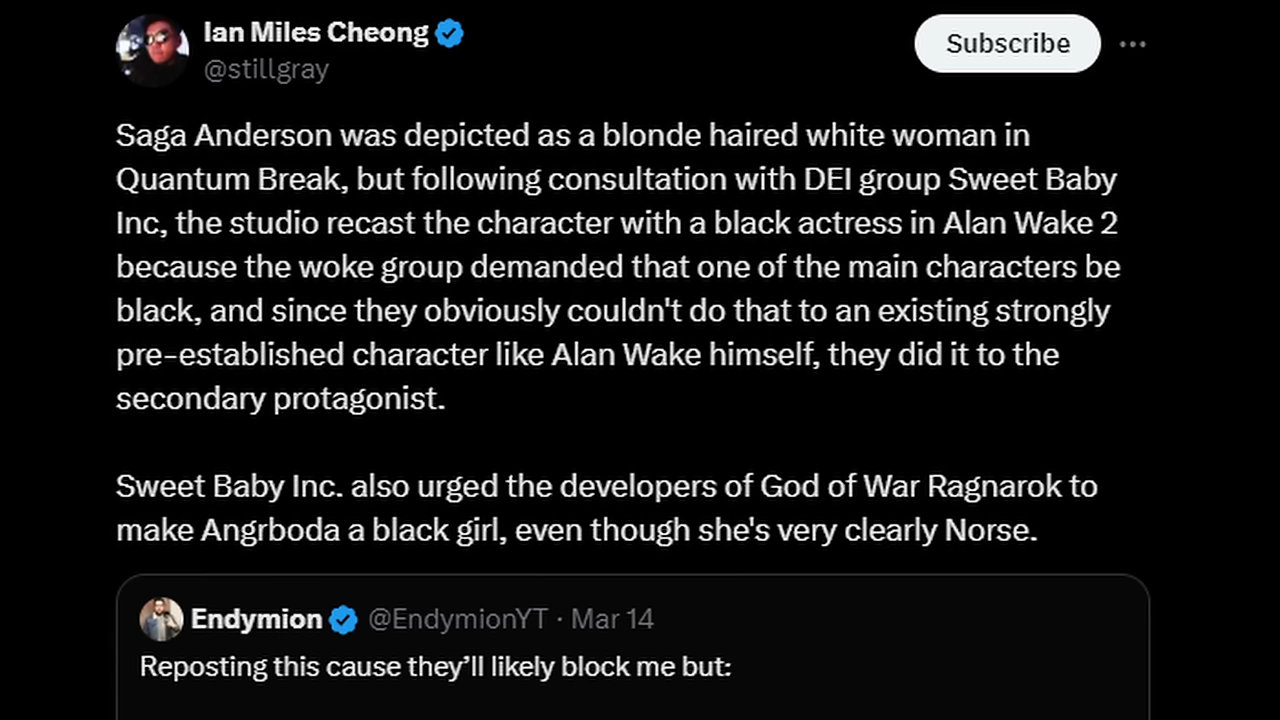 Ian Miles Cheong
@stillgray
Subscribe
Saga Anderson was depicted as a blonde haired white woman in
Quantum Break, but following consultation with DEI group Sweet Baby
Inc, the studio recast the character with a black actress in Alan Wake 2
because the woke group demanded that one of the main characters be
black, and since they obviously couldn't do that to an existing strongly
pre-established character like Alan Wake himself, they did it to the
secondary protagonist.
Sweet Baby Inc. also urged the developers of God of War Ragnarok to
make Angrboda a black girl, even though she's very clearly Norse.
Endymion @EndymionYT · Mar 14
Reposting this cause they’ll likely block me but: